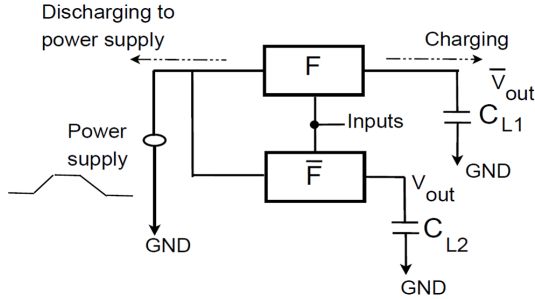 Discharging to
power supply
Charging
F
V̅out
CL1
Inputs
Power
supply
F̅
GND
Vout
CL2
GND
GND